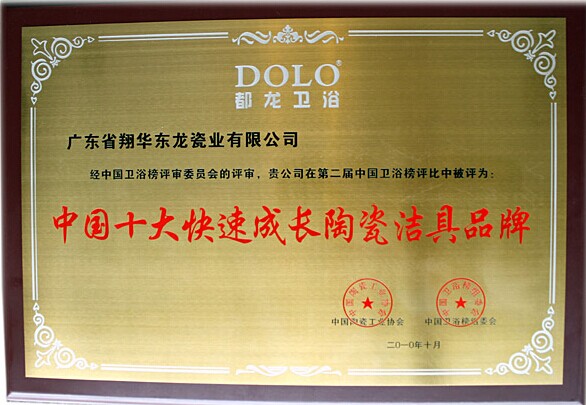 DOLO®
都龙卫浴
广东省翔华东龙瓷业有限公司
经中国卫浴榜评审委员会的评审，贵公司在第二届中国卫浴榜评比中被评为：
中国十大快速成长陶瓷洁具品牌
中国陶瓷工业协会 中国卫浴榜组委会
二〇一〇年十月